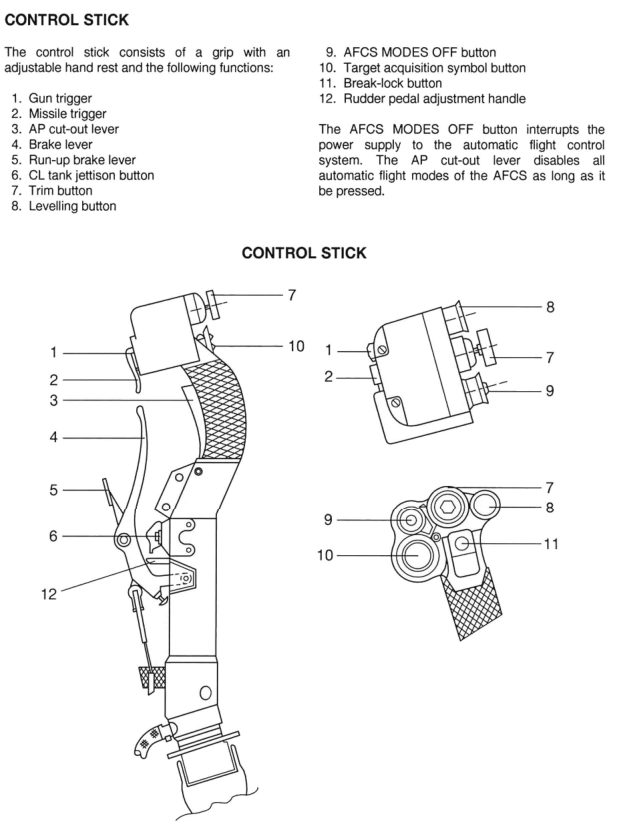 CONTROL STICK
The control stick consists of a grip with an
adjustable hand rest and the following functions:
1. Gun trigger
2. Missile trigger
3. AP cut-out lever
4. Brake lever
5. Run-up brake lever
6. CL tank jettison button
7. Trim button
8. Levelling button
9. AFCS MODES OFF button
10. Target acquisition symbol button
11. Break-lock button
12. Rudder pedal adjustment handle
The AFCS MODES OFF button interrupts the
power supply to the automatic flight control
system. The AP cut-out lever disables all
automatic flight modes of the AFCS as long as it
be pressed.
CONTROL STICK
7
10
1
2
3
4
5
6
12
8
1
7
2
9
7
8
9
11
10